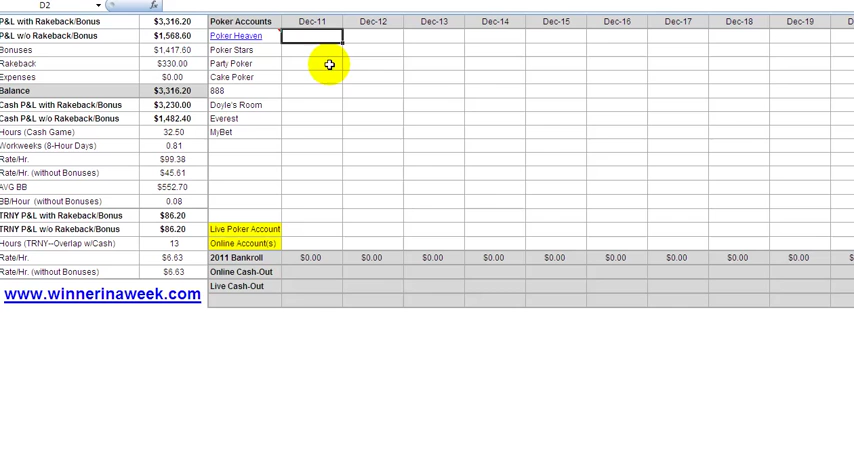 D2 fx
P&L with Rakeback/Bonus $3,316.20 Poker Accounts Dec-11 Dec-12 Dec-13 Dec-14 Dec-15 Dec-16 Dec-17 Dec-18 Dec-19
P&L w/o Rakeback/Bonus $1,568.60 Poker Heaven
Bonuses $1,417.60 Poker Stars
Rakeback $330.00 Party Poker
Expenses $0.00 Cake Poker
Balance $3,316.20 888
Cash P&L with Rakeback/Bonus $3,230.00 Doyle's Room
Cash P&L w/o Rakeback/Bonus $1,482.40 Everest
Hours (Cash Game) 32.50 MyBet
Workweeks (8-Hour Days) 0.81
Rate/Hr. $99.38
Rate/Hr. (without Bonuses) $45.61
AVG BB $552.70
BB/Hour (without Bonus) 0.08
TRNY P&L with Rakeback/Bonus $86.20
TRNY P&L w/o Rakeback/Bonus $86.20 Live Poker Account
Hours (TRNY--Overlap w/Cash) 13 Online Account(s)
Rate/Hr. $6.63 2011 Bankroll $0.00 $0.00 $0.00 $0.00 $0.00 $0.00 $0.00 $0.00 $0.00
Rate/Hr. (without Bonuses) $6.63 Online Cash-Out
www.winnerinaweek.com Live Cash-Out